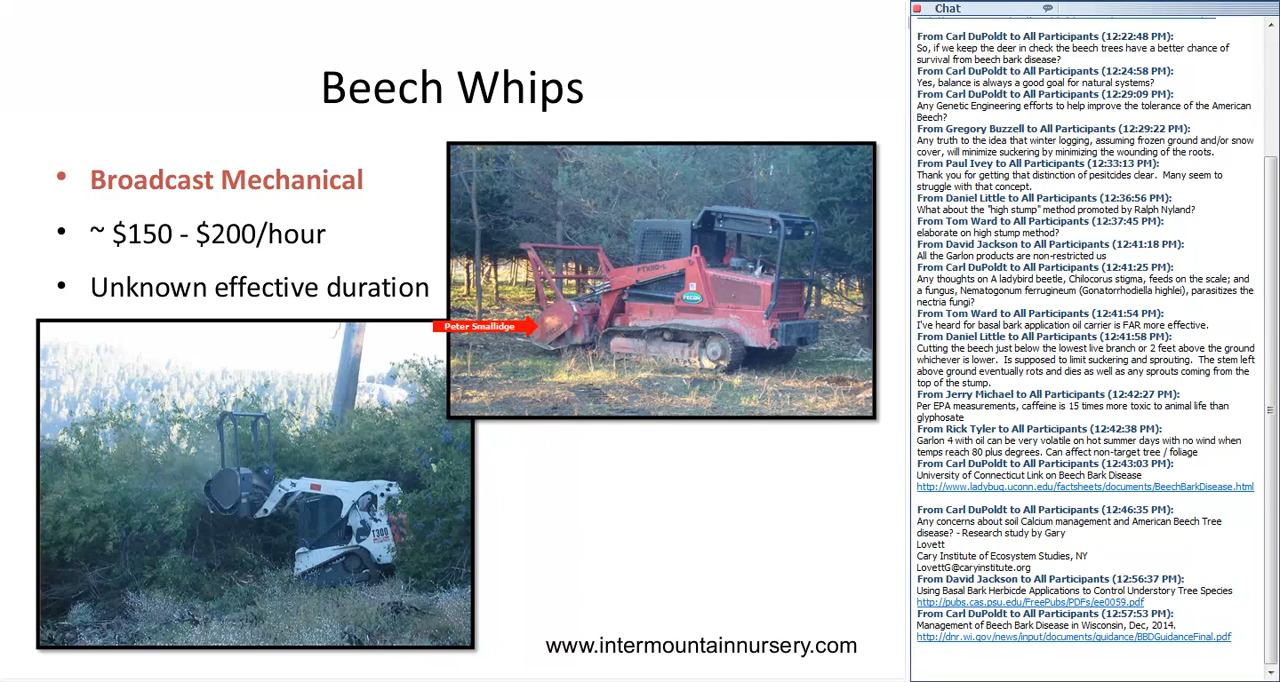 Beech Whips
• Broadcast Mechanical
• ~ $150 - $200/hour
• Unknown effective duration
Peter Smallidge
FECON
T300
www.intermountainnursery.com
Chat
From Carl DuPoldt to All Participants (12:22:48 PM):
So, if we keep the deer in check the beech trees have a better chance of
survival from beech bark disease?
From Carl DuPoldt to All Participants (12:24:58 PM):
Yes, balance is always a good goal for natural systems?
From Carl DuPoldt to All Participants (12:29:09 PM):
Any Genetic Engineering efforts to help improve the tolerance of the American
Beech?
From Gregory Buzzell to All Participants (12:29:22 PM):
Any truth to the idea that winter logging, assuming frozen ground and/or snow
cover, will minimize suckering by minimizing the wounding of the roots.
From Paul Ivey to All Participants (12:33:13 PM):
Thank you for getting that distinction of pesitcides clear.  Many seem to
struggle with that concept.
From Daniel Little to All Participants (12:36:56 PM):
What about the "high stump" method promoted by Ralph Nyland?
From Tom Ward to All Participants (12:37:45 PM):
elaborate on high stump method?
From David Jackson to All Participants (12:41:18 PM):
All the Garlon products are non-restricted us
From Carl DuPoldt to All Participants (12:41:25 PM):
Any thoughts on A ladybird beetle, Chilocorus stigma, feeds on the scale; and
a fungus, Nematogonum ferrugineum (Gonatorrhodiella highlei), parasitizes the
nectria fungi?
From Tom Ward to All Participants (12:41:54 PM):
I've heard for basal bark application oil carrier is FAR more effective.
From Daniel Little to All Participants (12:41:58 PM):
Cutting the beech just below the lowest live branch or 2 feet above the ground
whichever is lower.  Is supposed to limit suckering and sprouting.  The stem left
above ground eventually rots and dies as well as any sprouts coming from the
top of the stump.
From Jerry Michael to All Participants (12:42:27 PM):
Per EPA measurements, caffeine is 15 times more toxic to animal life than
glyphosate
From Rick Tyler to All Participants (12:42:38 PM):
Garlon 4 with oil can be very volatile on hot summer days with no wind when
temps reach 80 plus degrees. Can affect non-target tree / foliage
From Carl DuPoldt to All Participants (12:43:03 PM):
University of Connecticut Link on Beech Bark Disease
http://www.ladybug.uconn.edu/factsheets/documents/BeechBarkDisease.html
From Carl DuPoldt to All Participants (12:46:35 PM):
Any concerns about soil Calcium management and American Beech Tree
disease? - Research study by Gary
Lovett
Cary Institute of Ecosystem Studies, NY
LovettG@caryinstitute.org
From David Jackson to All Participants (12:56:37 PM):
Using Basal Bark Herbicde Applications to Control Understory Tree Species
http://pubs.cas.psu.edu/FreePubs/PDFs/ee0059.pdf
From Carl DuPoldt to All Participants (12:57:53 PM):
Management of Beech Bark Disease in Wisconsin, Dec, 2014.
http://dnr.wi.gov/news/input/documents/guidance/BBDGuidanceFinal.pdf